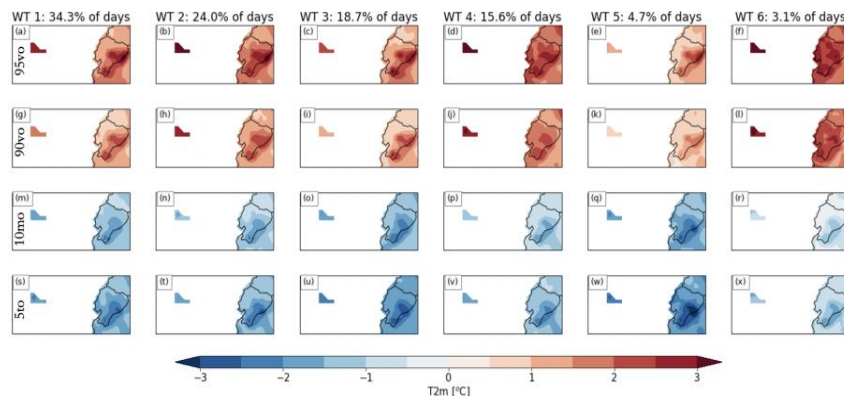 WT 1: 34.3% of days WT 2: 24.0% of days WT 3: 18.7% of days WT 4: 15.6% of days WT 5: 4.7% of days WT 6: 3.1% of days
95vo (a) (b) (c) (d) (e) (f)
90vo (g) (h) (i) (j) (k) (l)
10mo (m) (n) (o) (p) (q) (r)
5to (s) (t) (u) (v) (w) (x)
−3 −2 −1 0 1 2 3
T2m [°C]